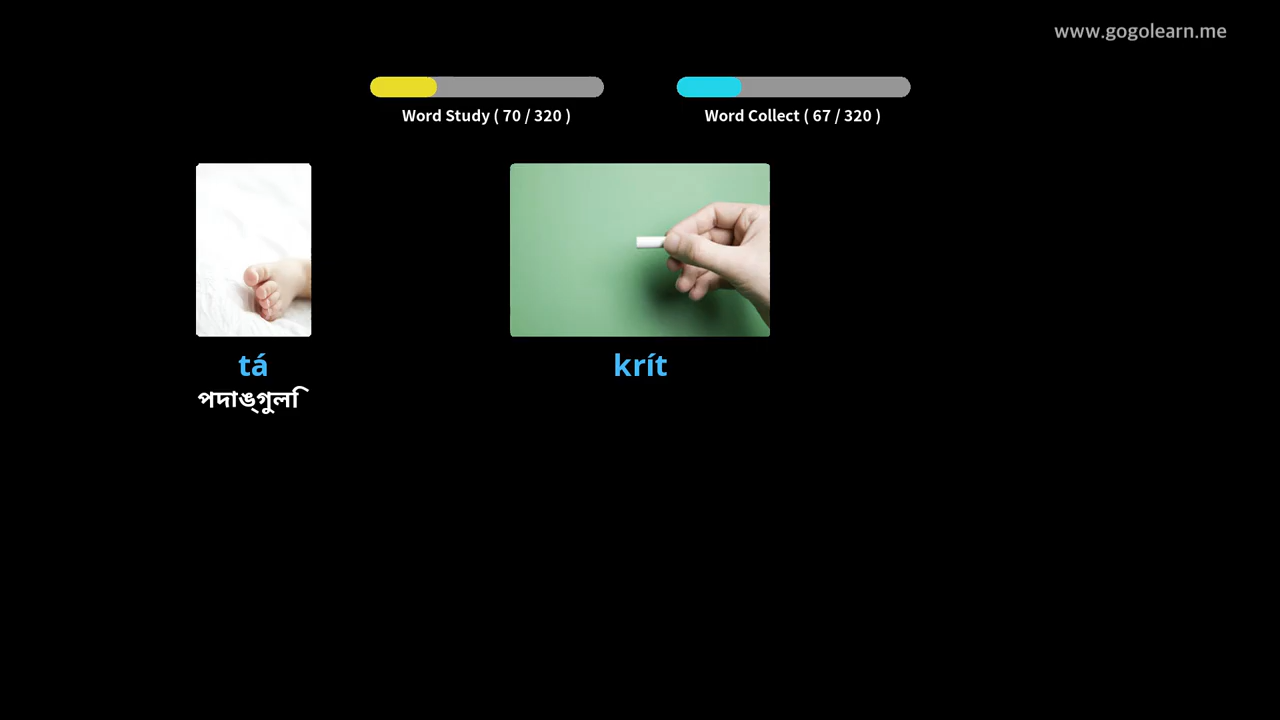 www.gogolearn.me
Word Study ( 70 / 320 )
Word Collect ( 67 / 320 )
tá
krít
পদাঙ্গুলি